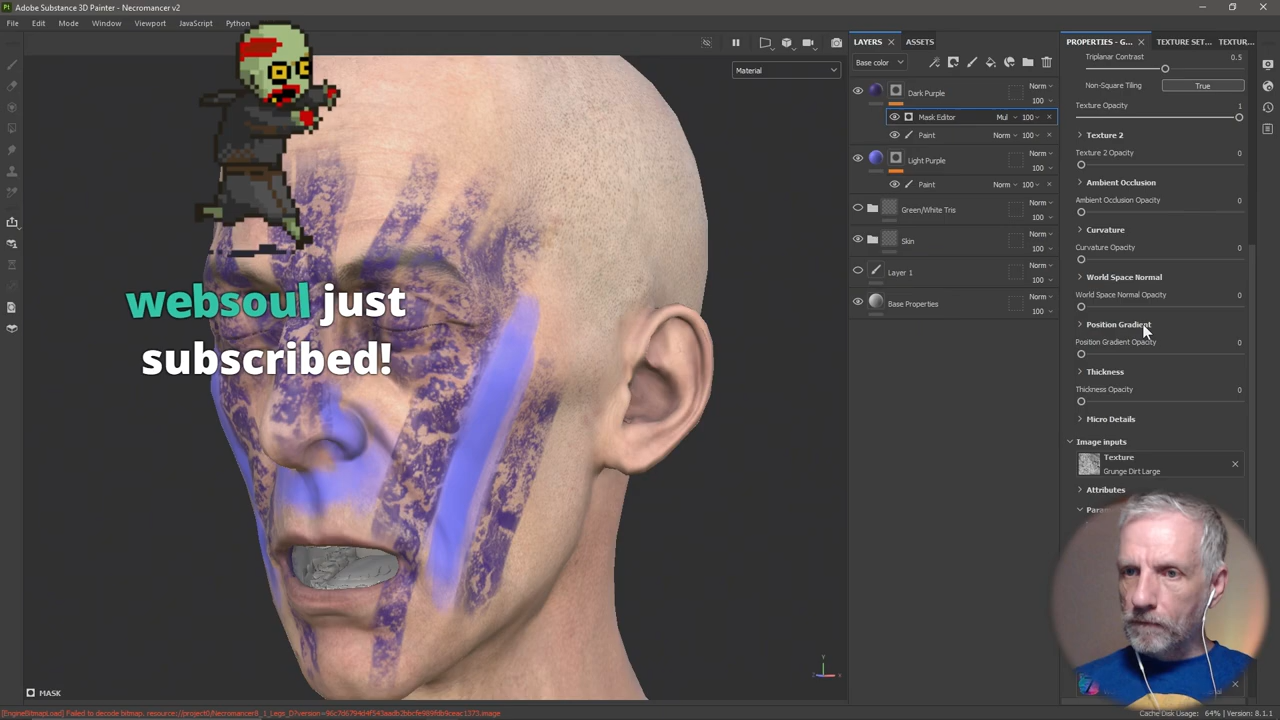 Adobe Substance 3D Painter - Necromancer v2
File Edit Mode Window Viewport JavaScript Python
Material
LAYERS ASSETS
Base color
Dark Purple Norm 100
Mask Editor Mul 100
Paint Norm 100
Light Purple Norm 100
Paint Norm 100
Green/White Tris Norm 100
Skin Norm 100
Layer 1 Norm 100
Base Properties Norm 100
PROPERTIES - G... TEXTURE SET... TEXTUR...
Triplanar Contrast 0.5
Non-Square Tiling True
Texture Opacity 1
Texture 2
Texture 2 Opacity 0
Ambient Occlusion
Ambient Occlusion Opacity 0
Curvature
Curvature Opacity 0
World Space Normal
World Space Normal Opacity 0
Position Gradient
Position Gradient Opacity 0
Thickness
Thickness Opacity 0
Micro Details
Image inputs
Texture
Grunge Dirt Large
Attributes
websoul just
subscribed!
MASK
Cache Disk Usage: 64% | Version: 8.1.1